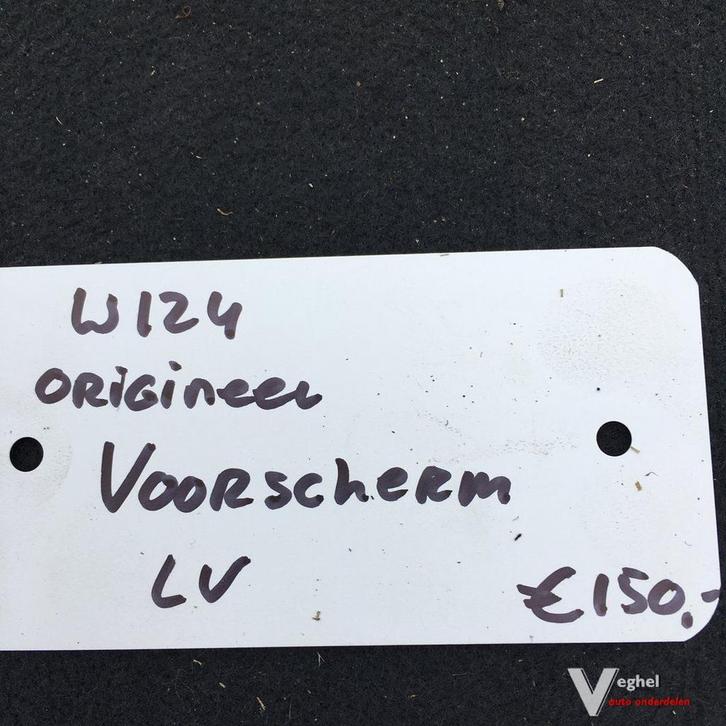 W124
ORIGINEEL
VOORSCHERM
LV
€150,-
Veghel
auto onderdelen